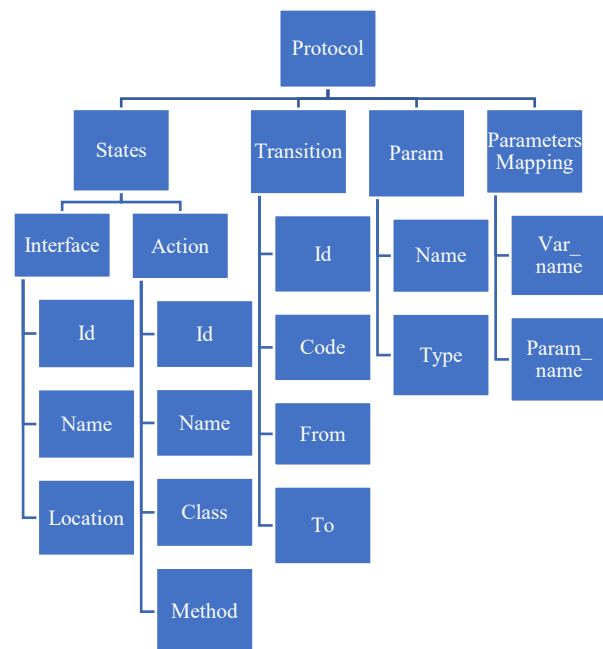 Protocol
States
Transition
Param
Parameters
Mapping
Interface
Action
Id
Name
Var_
name
Id
Id
Code
Type
Param_
name
Name
Name
From
Location
Class
To
Method